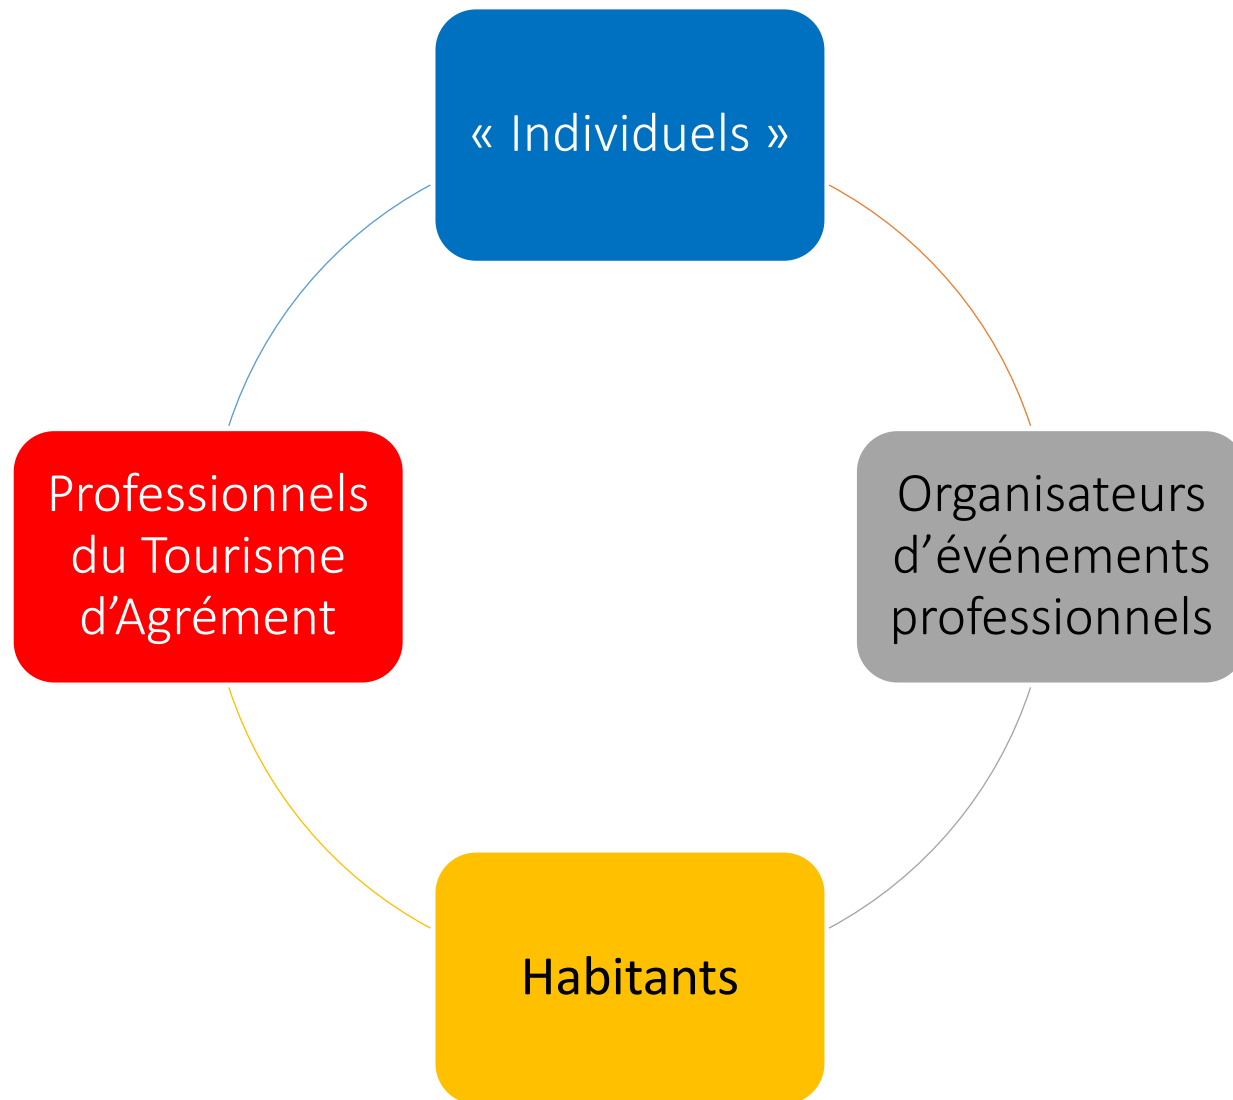 « Individuels »
Professionnels
du Tourisme
d’Agrément
Organisateurs
d’événements
professionnels
Habitants